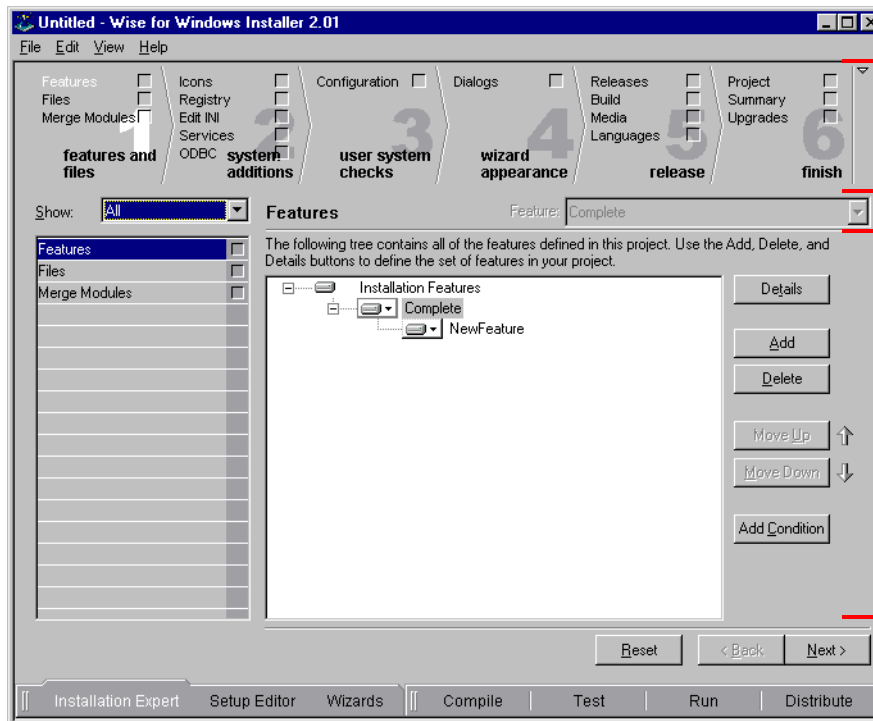 Untitled - Wise for Windows Installer 2.01
File Edit View Help
Features
Files
Merge Modules
1
features and
files
Icons
Registry
Edit INI
Services
ODBC
2
system
additions
Configuration
3
user system
checks
Dialogs
4
wizard
appearance
Releases
Build
Media
Languages
5
release
Project
Summary
Upgrades
6
finish
Show: All
Features
Feature: Complete
Features
Files
Merge Modules
The following tree contains all of the features defined in this project. Use the Add, Delete, and
Details buttons to define the set of features in your project.
Installation Features
Complete
NewFeature
Details
Add
Delete
Move Up
Move Down
Add Condition
Reset
< Back
Next >
Installation Expert Setup Editor Wizards Compile Test Run Distribute